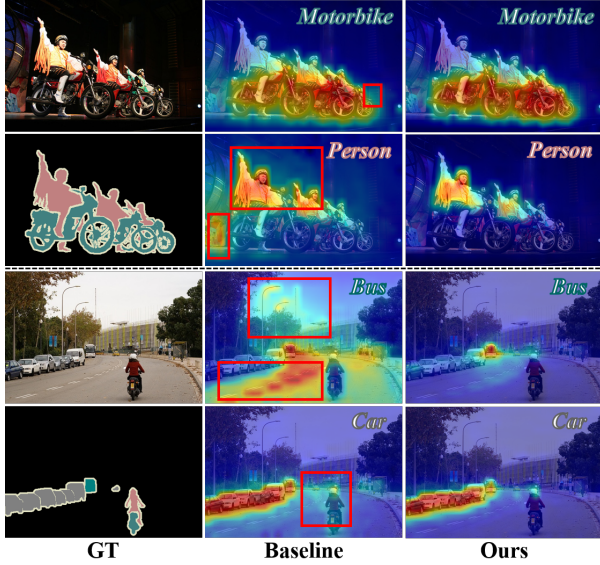 Motorbike
Motorbike
Person
Person
Bus
Bus
Car
Car
GT
Baseline
Ours